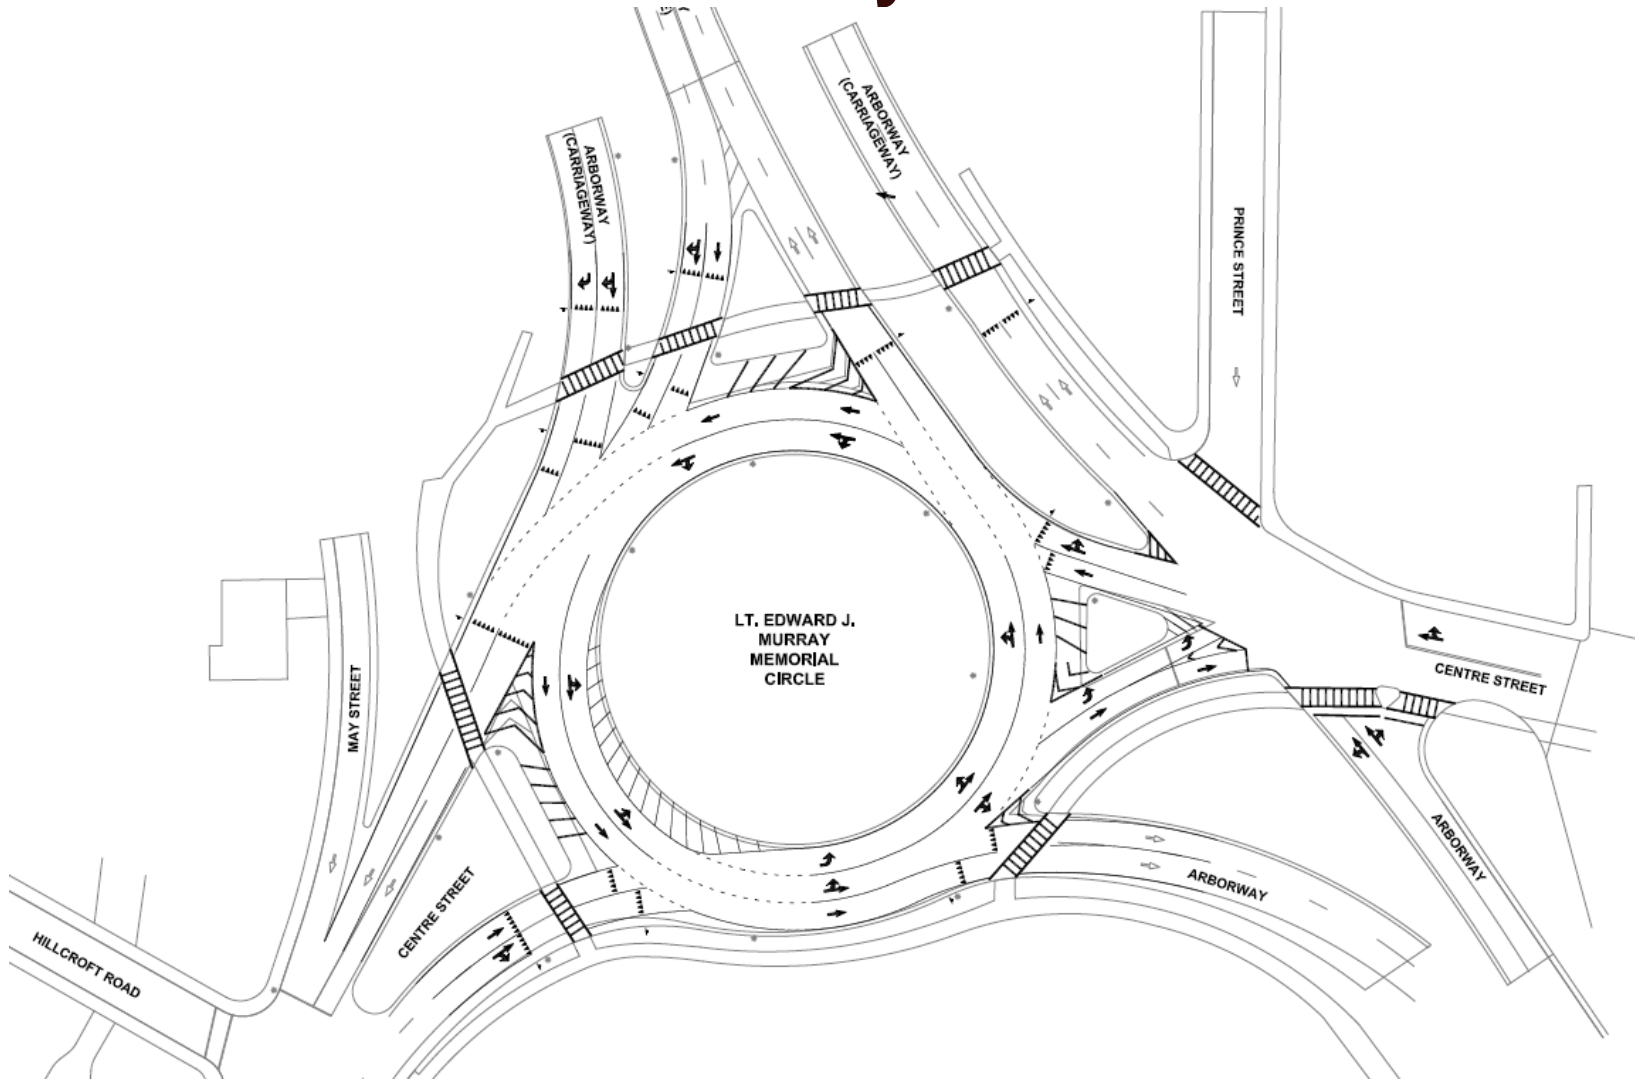 ARBORWAY
(CARRIAGEWAY)
ARBORWAY
(CARRIAGEWAY)
PRINCE STREET
LT. EDWARD J.
MURRAY
MEMORIAL
CIRCLE
MAY STREET
CENTRE STREET
ARBORWAY
ARBORWAY
CENTRE STREET
HILLCROFT ROAD